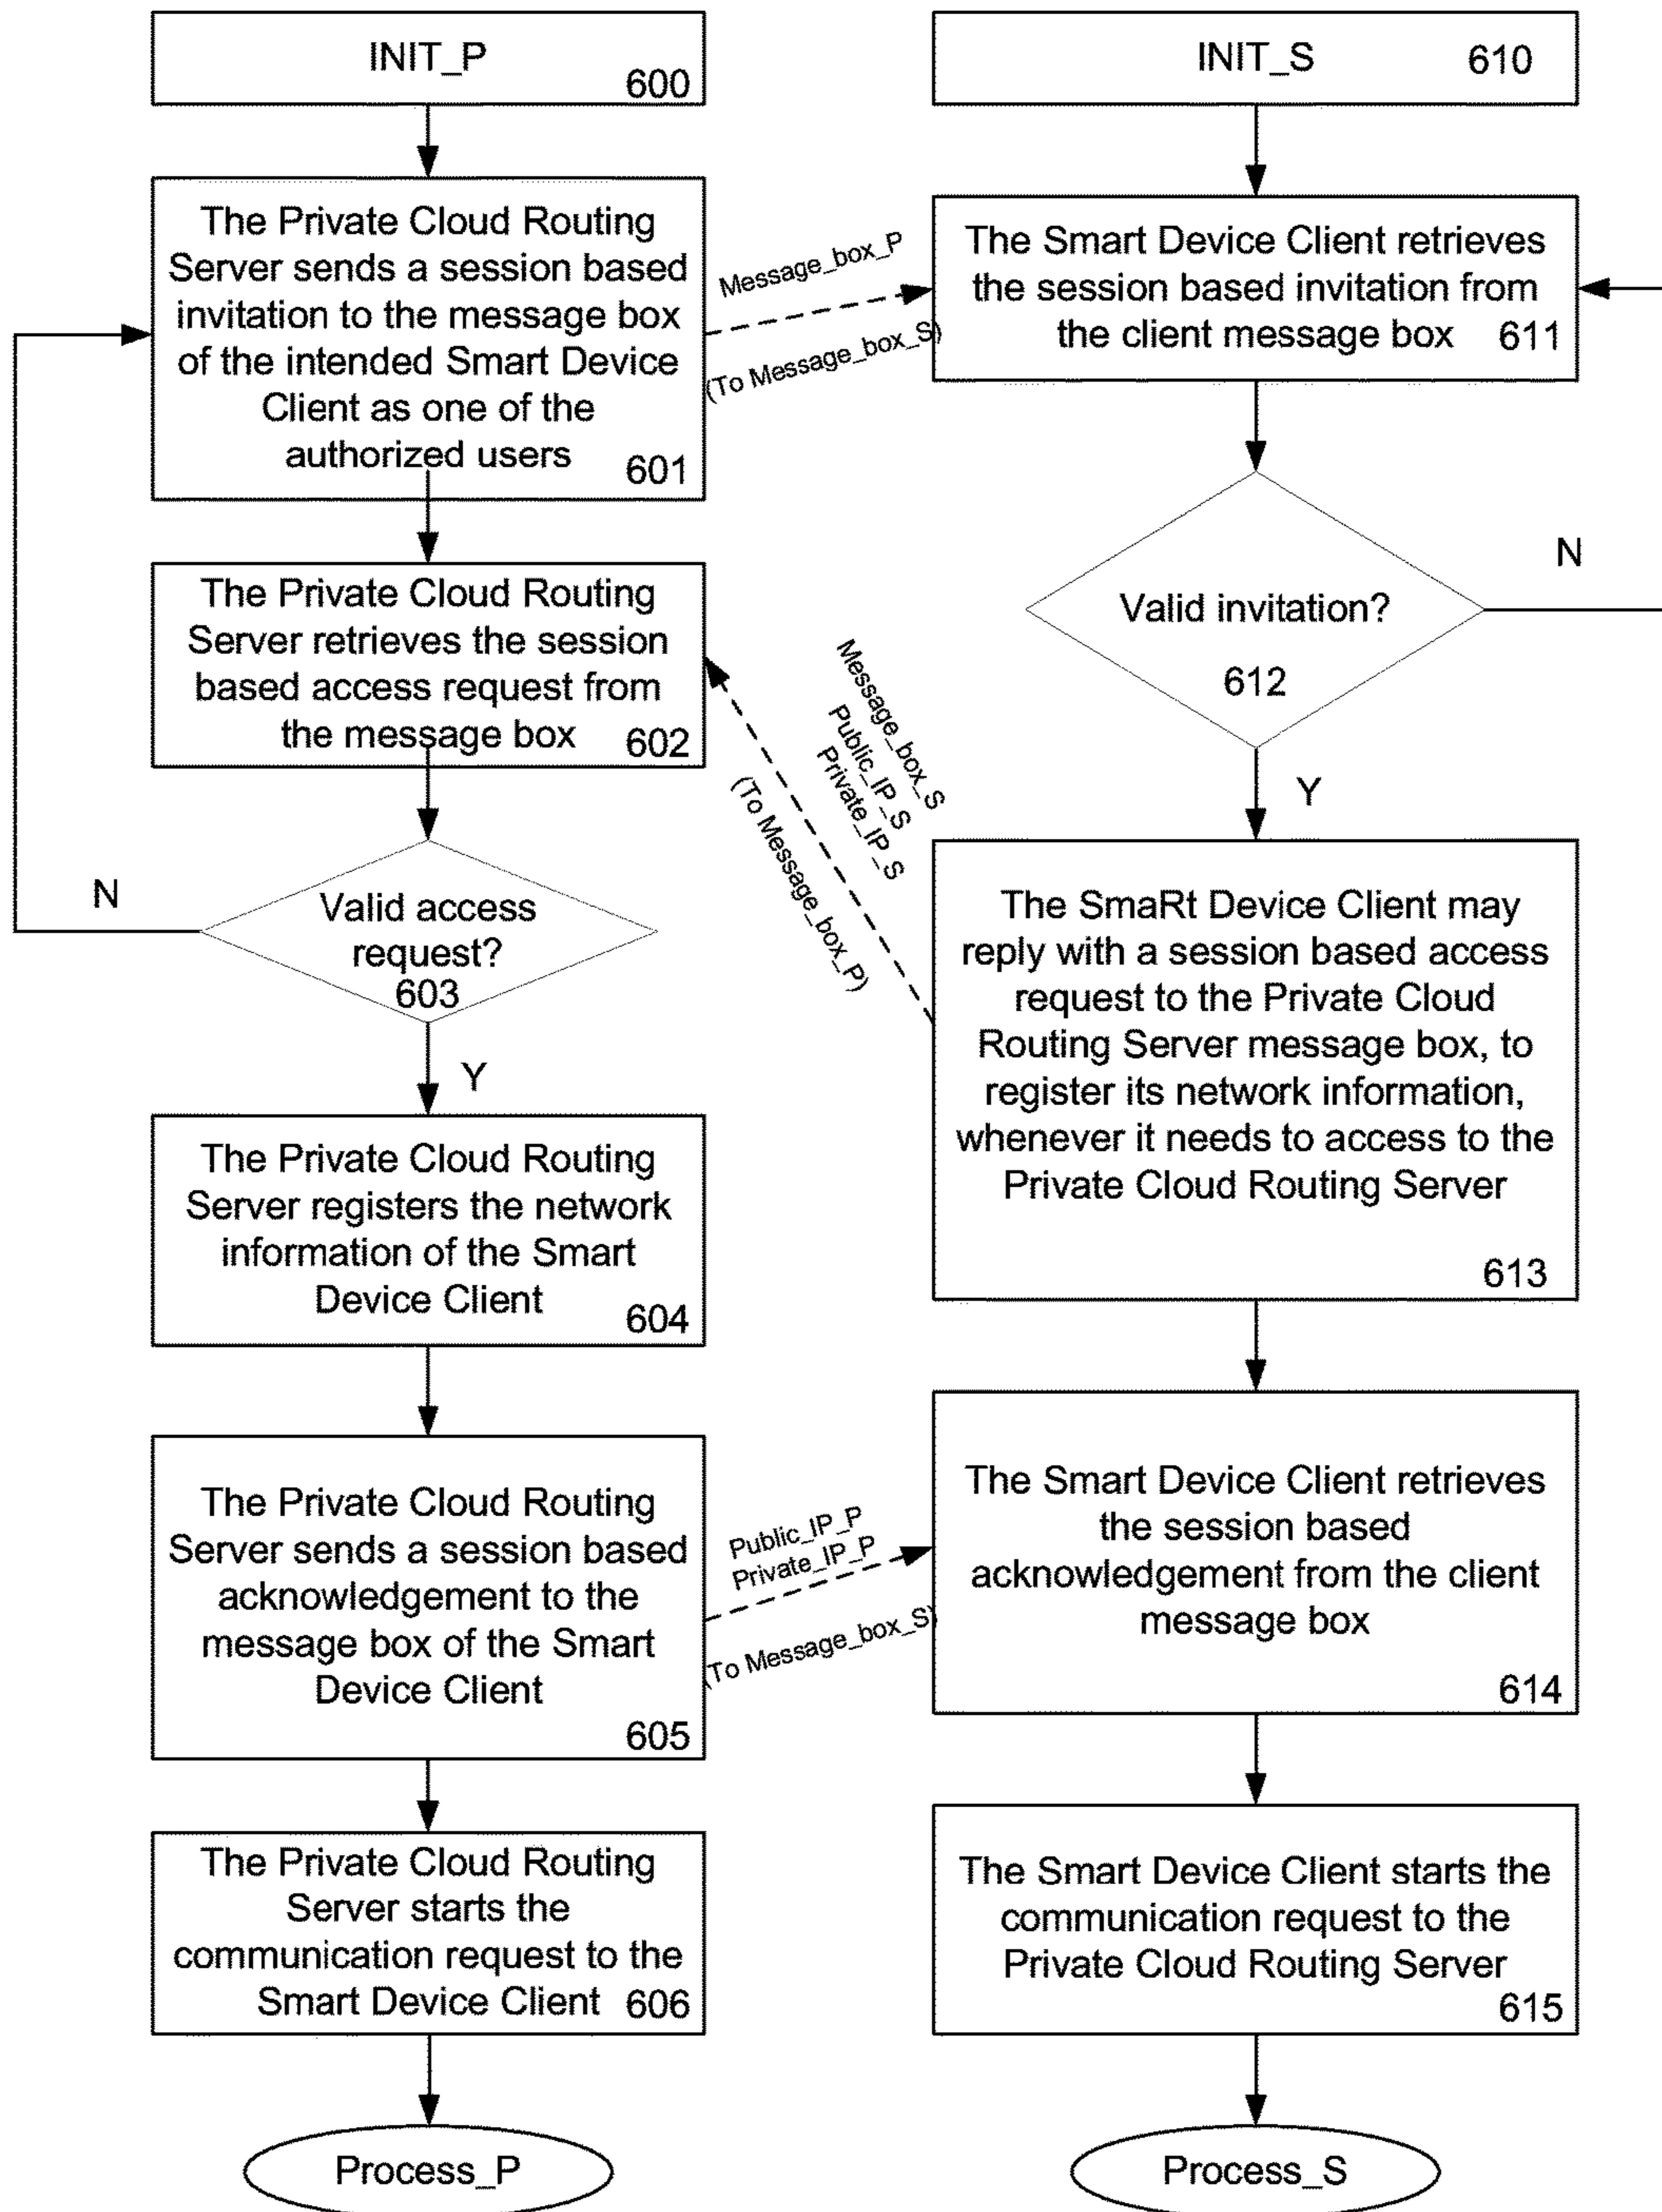 INIT_P
600
The Private Cloud Routing
Server sends a session based
invitation to the message box
of the intended Smart Device
Client as one of the
authorized users
601
The Private Cloud Routing
Server retrieves the session
based access request from
the message box 602
N
Valid access
request?
603
Y
The Private Cloud Routing
Server registers the network
information of the Smart
Device Client
604
The Private Cloud Routing
Server sends a session based
acknowledgement to the
message box of the Smart
Device Client
605
The Private Cloud Routing
Server starts the
communication request to the
Smart Device Client 606
Process_P
Message_box_P
(To Message_box_S)
Message_box_S
Public_IP_S
Private_IP_S
(To Message_box_P)
Public_IP_P
Private_IP_P
(To Message_box_S)
INIT_S 610
The Smart Device Client retrieves
the session based invitation from
the client message box 611
N
Valid invitation?
612
Y
The SmaRt Device Client may
reply with a session based access
request to the Private Cloud
Routing Server message box, to
register its network information,
whenever it needs to access to the
Private Cloud Routing Server
613
The Smart Device Client retrieves
the session based
acknowledgement from the client
message box
614
The Smart Device Client starts the
communication request to the
Private Cloud Routing Server
615
Process_S